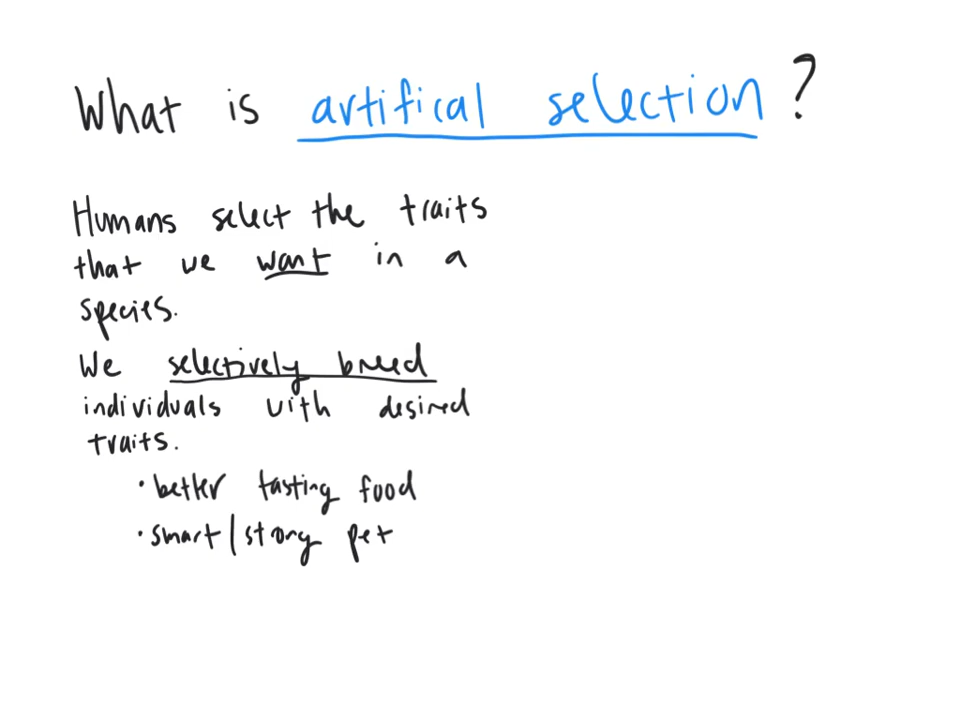 What is artifical selection?
Humans select the traits
that we want in a
species.
We selectively breed
individuals with desired
traits.
• better tasting food
• smart/strong pet